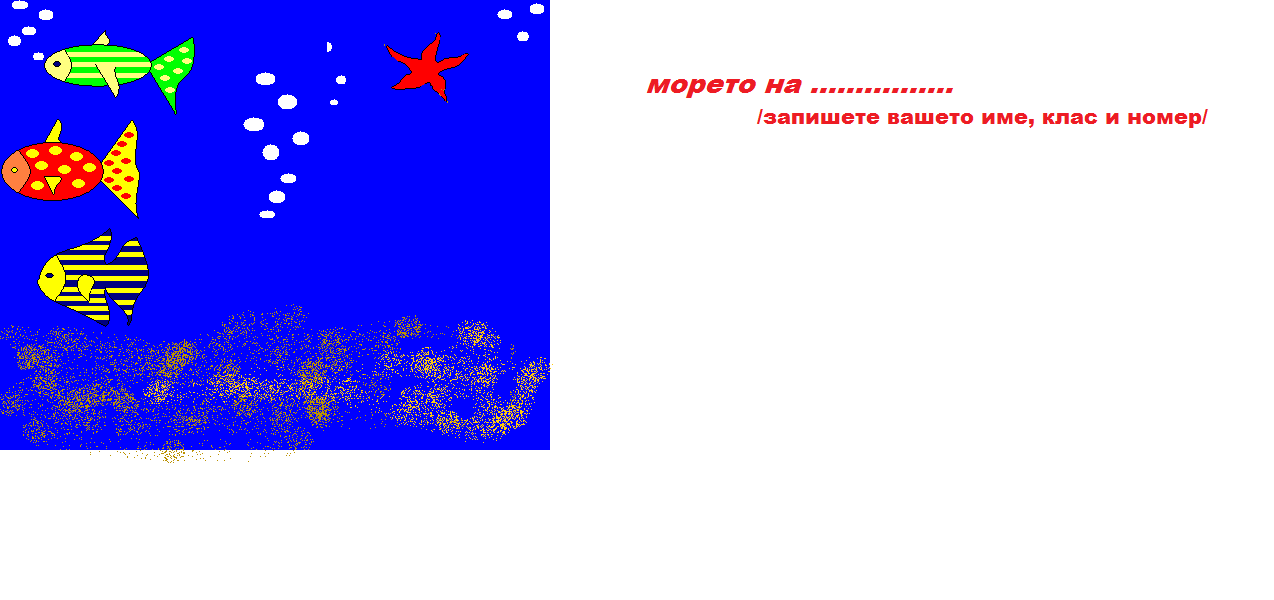 морето на ................
/запишете вашето име, клас и номер/